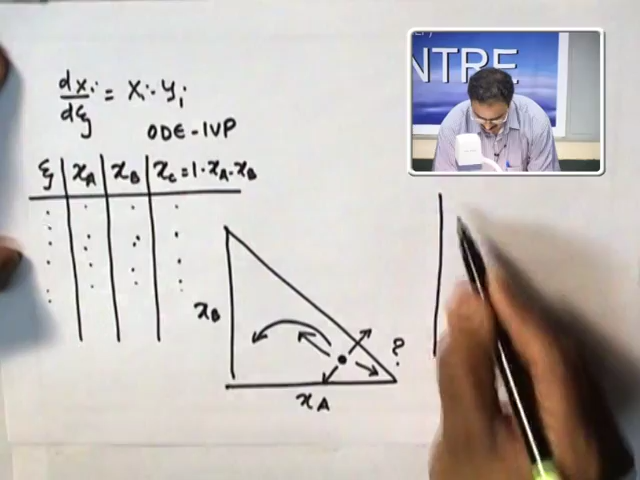 dxi/dξ = xi - yi
ODE-IVP
ξ xA xB xC=1-xA-xB
xB
?
xA
NTRE